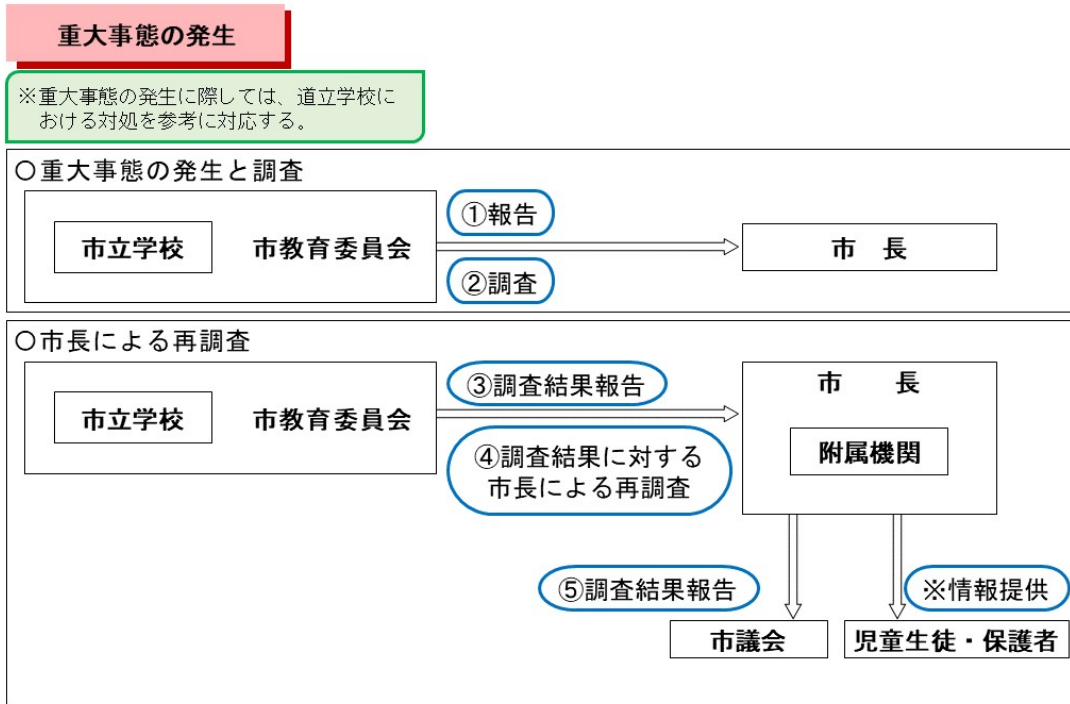 重大事態の発生
※重大事態の発生に際しては、道立学校に
おける対処を参考に対応する。
○重大事態の発生と調査
市立学校
市教育委員会
①報告
②調査
市 長
○市長による再調査
市立学校
市教育委員会
③調査結果報告
④調査結果に対する
市長による再調査
市 長
附属機関
⑤調査結果報告
※情報提供
市議会
児童生徒・保護者